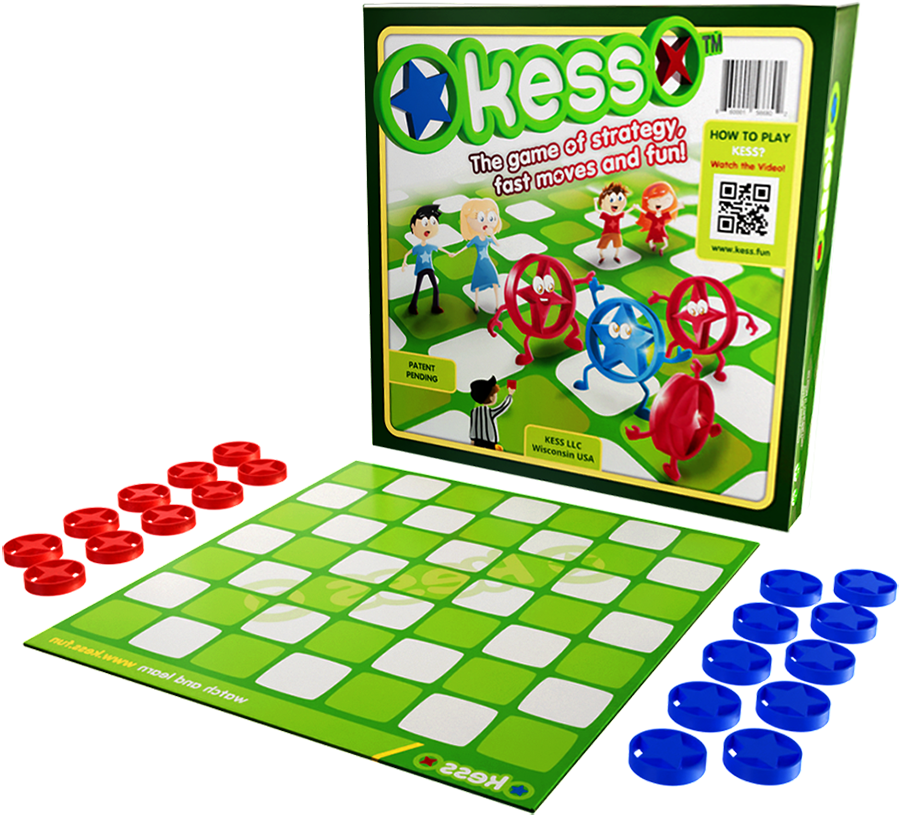 kess
TM
The game of strategy,
fast moves and fun!
HOW TO PLAY
KESS?
Watch the Video!
www.kess.fun
PATENT
PENDING
KESS LLC
Wisconsin USA
kess
watch and learn www.kess.fun
kess